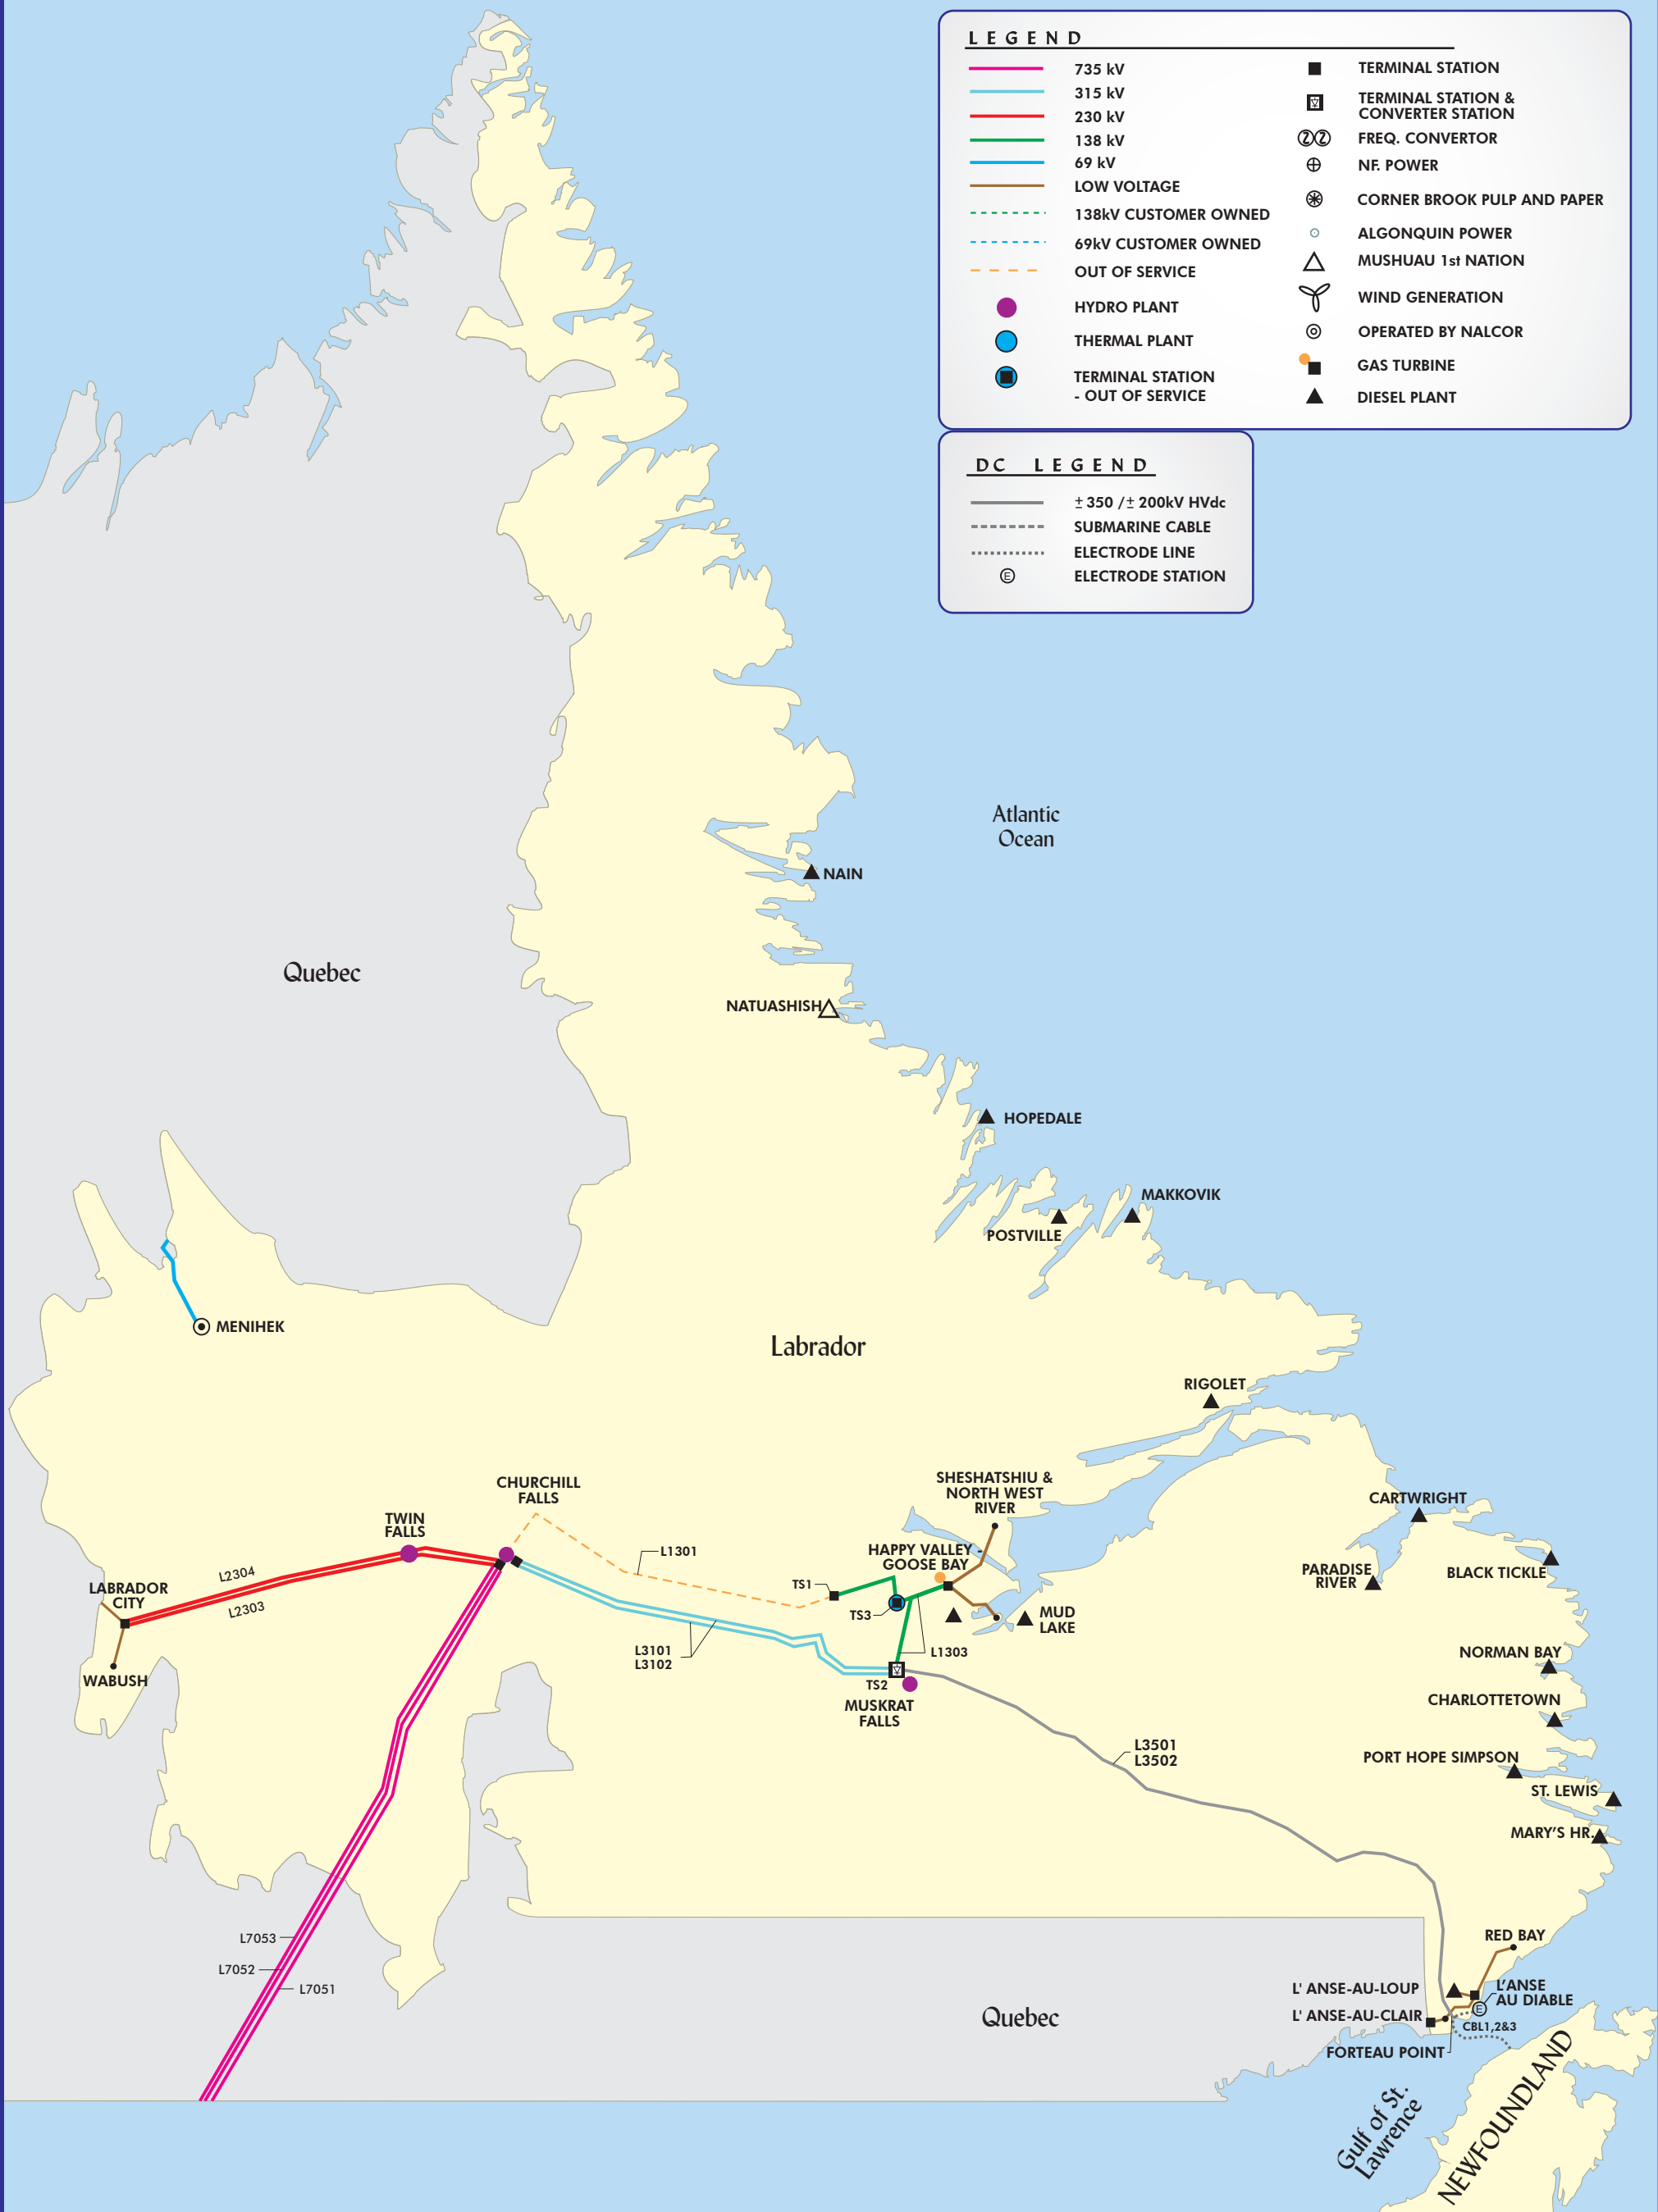 LEGEND
735 kV
315 kV
230 kV
138 kV
69 kV
LOW VOLTAGE
138kV CUSTOMER OWNED
69kV CUSTOMER OWNED
OUT OF SERVICE
HYDRO PLANT
THERMAL PLANT
TERMINAL STATION
- OUT OF SERVICE
TERMINAL STATION
TERMINAL STATION &
CONVERTER STATION
FREQ. CONVERTOR
NF. POWER
CORNER BROOK PULP AND PAPER
ALGONQUIN POWER
MUSHUAU 1st NATION
WIND GENERATION
OPERATED BY NALCOR
GAS TURBINE
DIESEL PLANT
DC LEGEND
± 350 /± 200kV HVdc
SUBMARINE CABLE
ELECTRODE LINE
E
ELECTRODE STATION
Atlantic
Ocean
NAIN
Quebec
NATUASHISH
HOPEDALE
MAKKOVIK
POSTVILLE
MENIHEK
Labrador
RIGOLET
SHESHATSHIU &
NORTH WEST
RIVER
CHURCHILL
FALLS
CARTWRIGHT
TWIN
FALLS
L1301
HAPPY VALLEY -
GOOSE BAY
PARADISE
RIVER
BLACK TICKLE
L2304
TS1
LABRADOR
CITY
L2303
TS3
MUD
LAKE
L3101
L3102
L1303
NORMAN BAY
WABUSH
TS2
MUSKRAT
FALLS
CHARLOTTETOWN
L3501
L3502
PORT HOPE SIMPSON
ST. LEWIS
MARY'S HR.
L7053
RED BAY
L7052
L7051
L' ANSE-AU-LOUP
L'ANSE
AU DIABLE
E
Quebec
L' ANSE-AU-CLAIR
CBL1,2&3
FORTEAU POINT
Gulf of St.
Lawrence
NEWFOUNDLAND